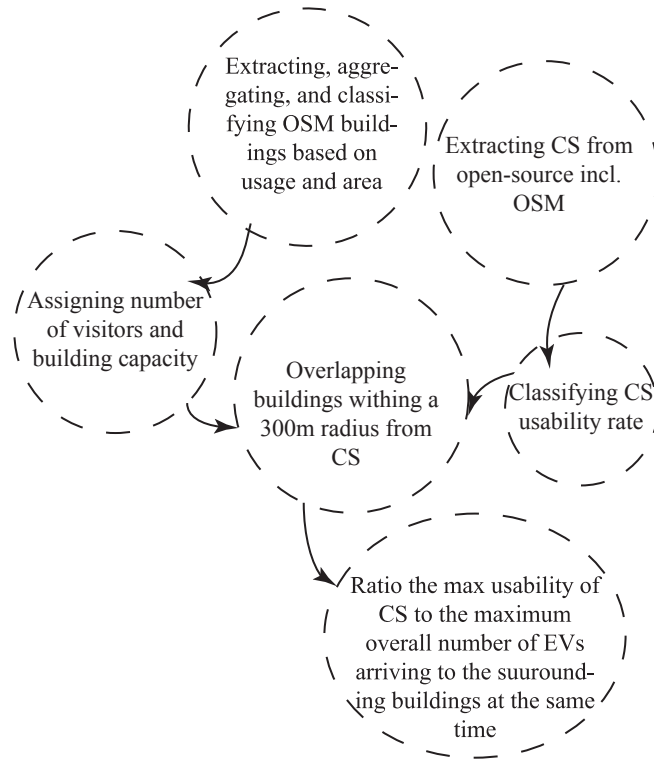 Extracting, aggre-
gating, and classi-
fying OSM build-
ings based on
usage and area
Extracting CS from
open-source incl.
OSM
Assigning number
of visitors and
building capacity
Overlapping
buildings withing a
300m radius from
CS
Classifying CS
usability rate
Ratio the max usability of
CS to the maximum
overall number of EVs
arriving to the suuround-
ing buildings at the same
time